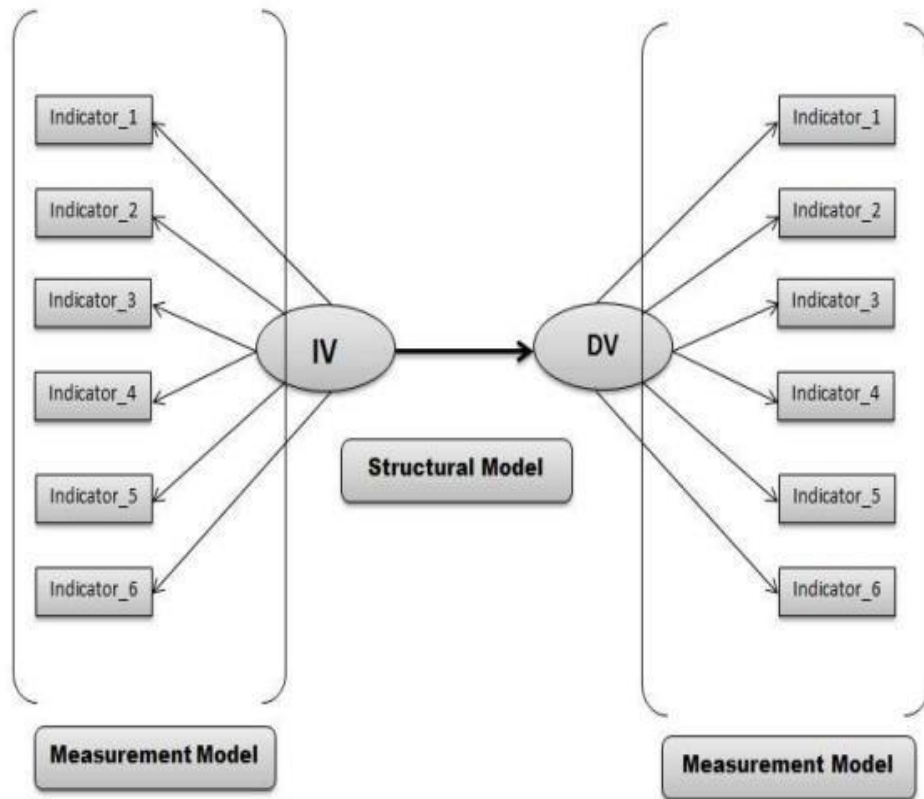 Indicator_1
Indicator_2
Indicator_3
Indicator_4
Indicator_5
Indicator_6
IV
DV
Structural Model
Indicator_1
Indicator_2
Indicator_3
Indicator_4
Indicator_5
Indicator_6
Measurement Model
Measurement Model